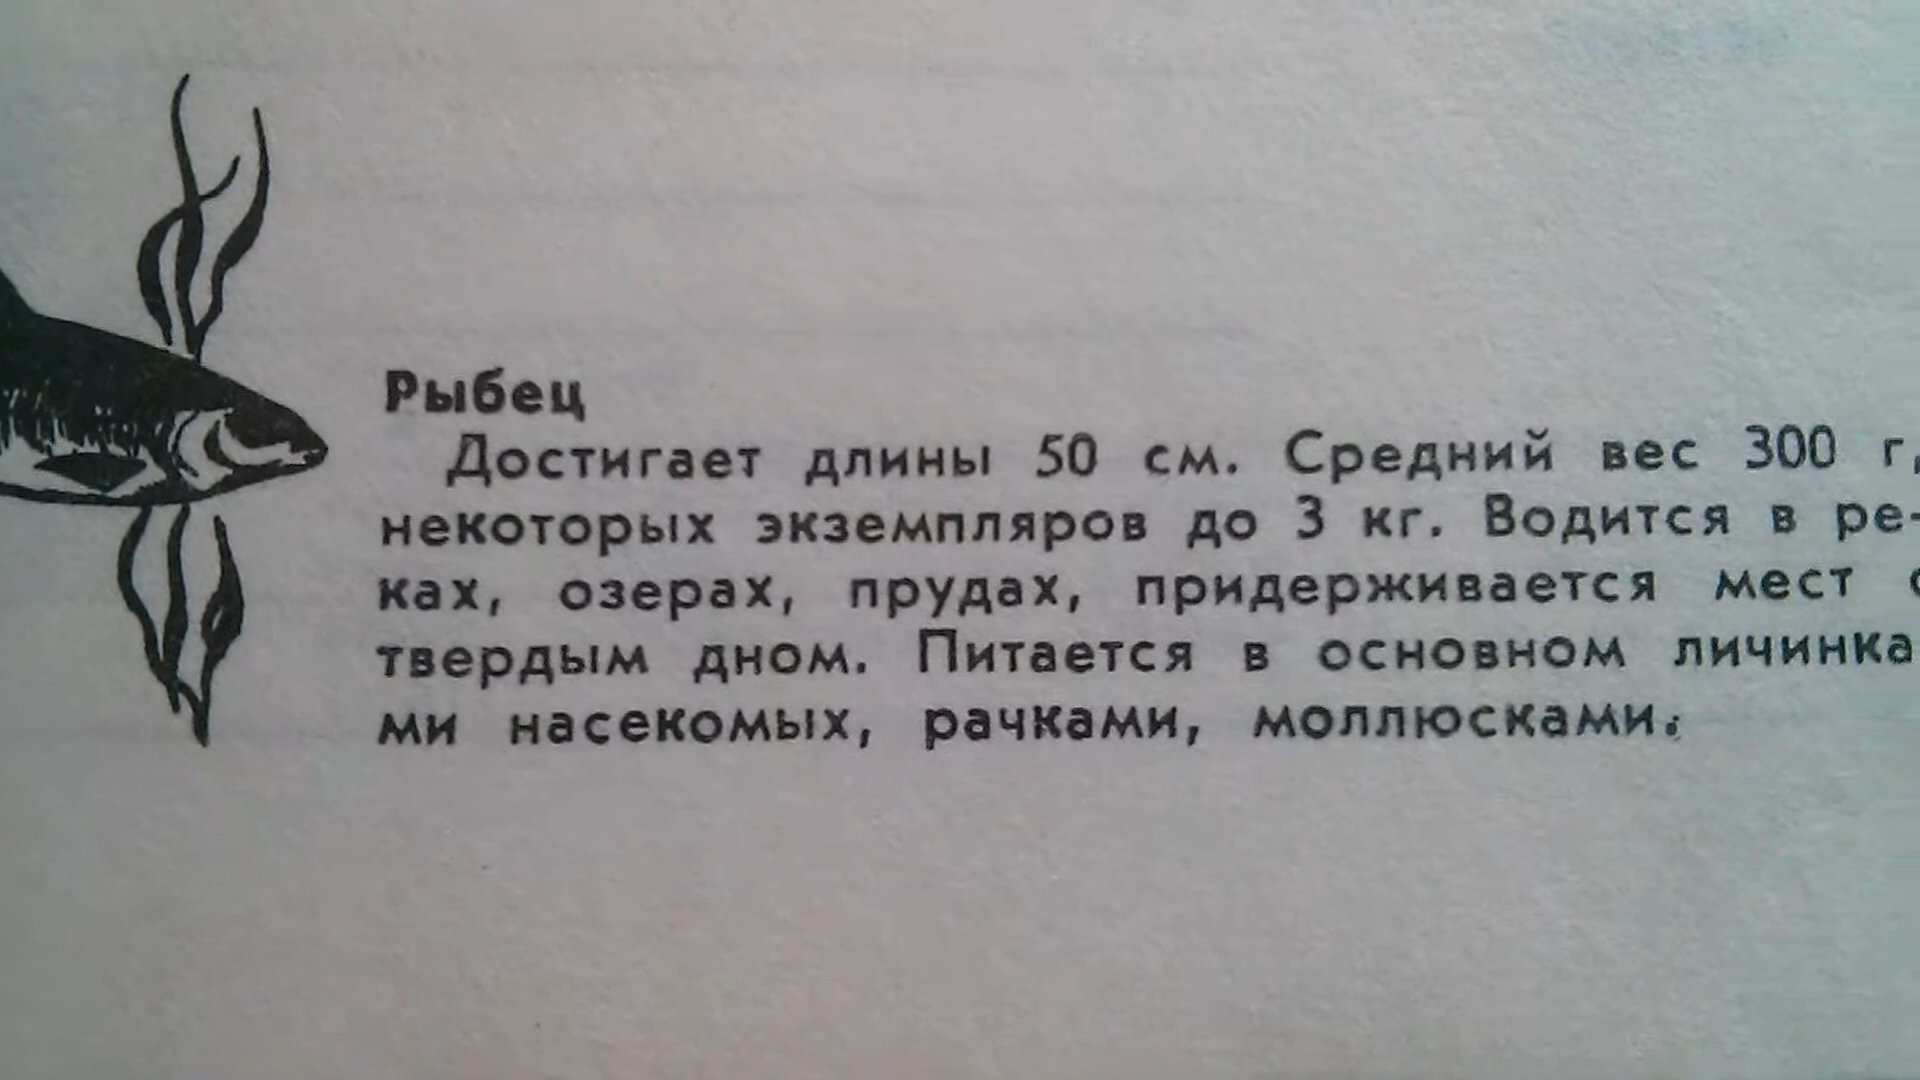 Рыбец
Достигает длины 50 см. Средний вес 300 г,
некоторых экземпляров до 3 кг. Водится в ре-
ках, озерах, прудах, придерживается мест с
твердым дном. Питается в основном личинка
ми насекомых, рачками, моллюсками.